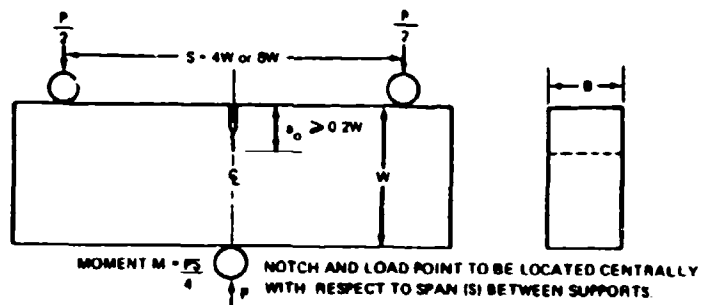 P/2
P/2
S = 4W or 8W
B
a₀ ⩾ 0.2W
W
℄
MOMENT M = PS/4
P
NOTCH AND LOAD POINT TO BE LOCATED CENTRALLY
WITH RESPECT TO SPAN (S) BETWEEN SUPPORTS.